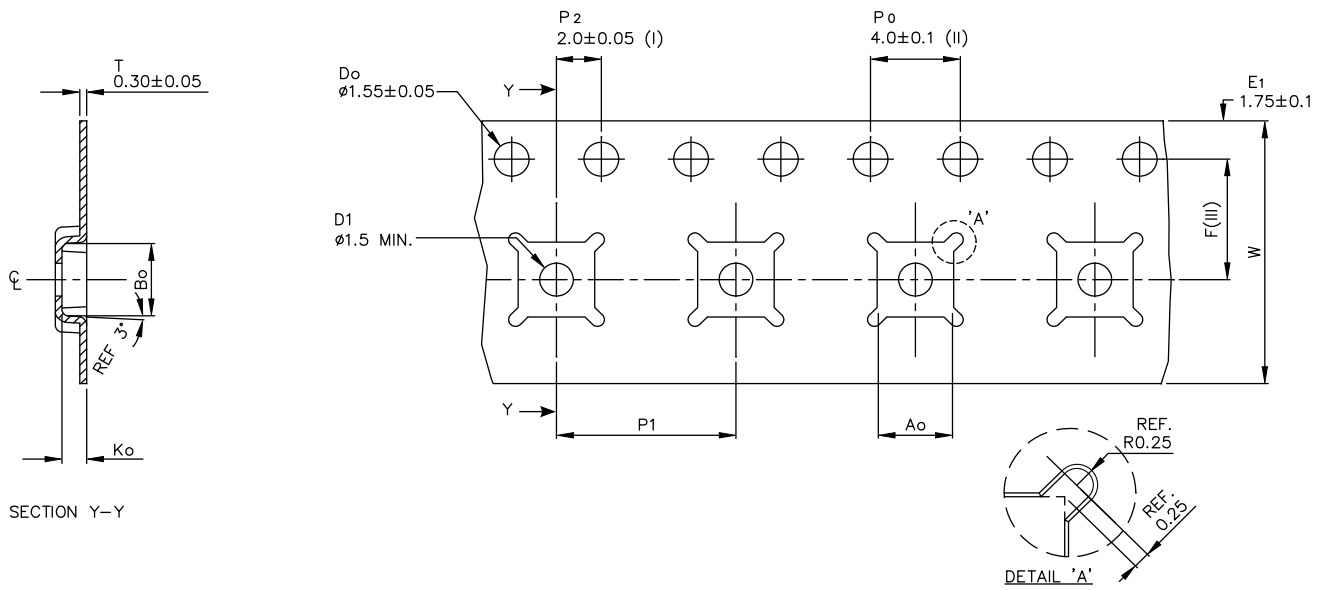 T
0.30±0.05
Bo
REF 3°
Ko
℄
SECTION Y-Y
P2
2.0±0.05 (I)
Po
4.0±0.1 (II)
Do
ø1.55±0.05
Y
E1
1.75±0.1
D1
ø1.5 MIN.
'A'
F(III)
W
Y
P1
Ao
REF.
R0.25
REF.
0.25
DETAIL 'A'